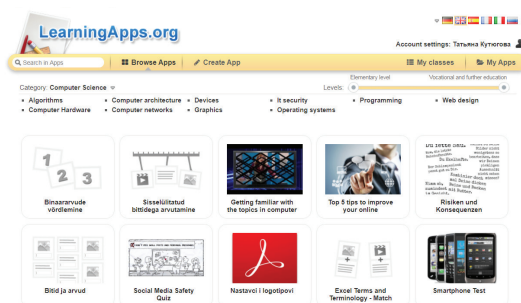 LearningApps.org
Account settings: Татьяна Кутюгова
Search in Apps
Browse Apps
Create App
My classes
My Apps
Elementary level
Vocational and further education
Category: Computer Science
Levels:
Algorithms
Computer architecture
Devices
It security
Programming
Web design
Computer Hardware
Computer networks
Graphics
Operating systems
1 2 3
Binaararvude
võrdlemine
Sisselülitatud
bittidega arvutamine
Getting familiar with
the topics in computer
Top 5 tips to improve
your online
Risiken und
Konsequenzen
Bitid ja arvud
Social Media Safety
Quiz
Nastavci i logotipovi
Excel Terms and
Terminology - Match
Smartphone Test